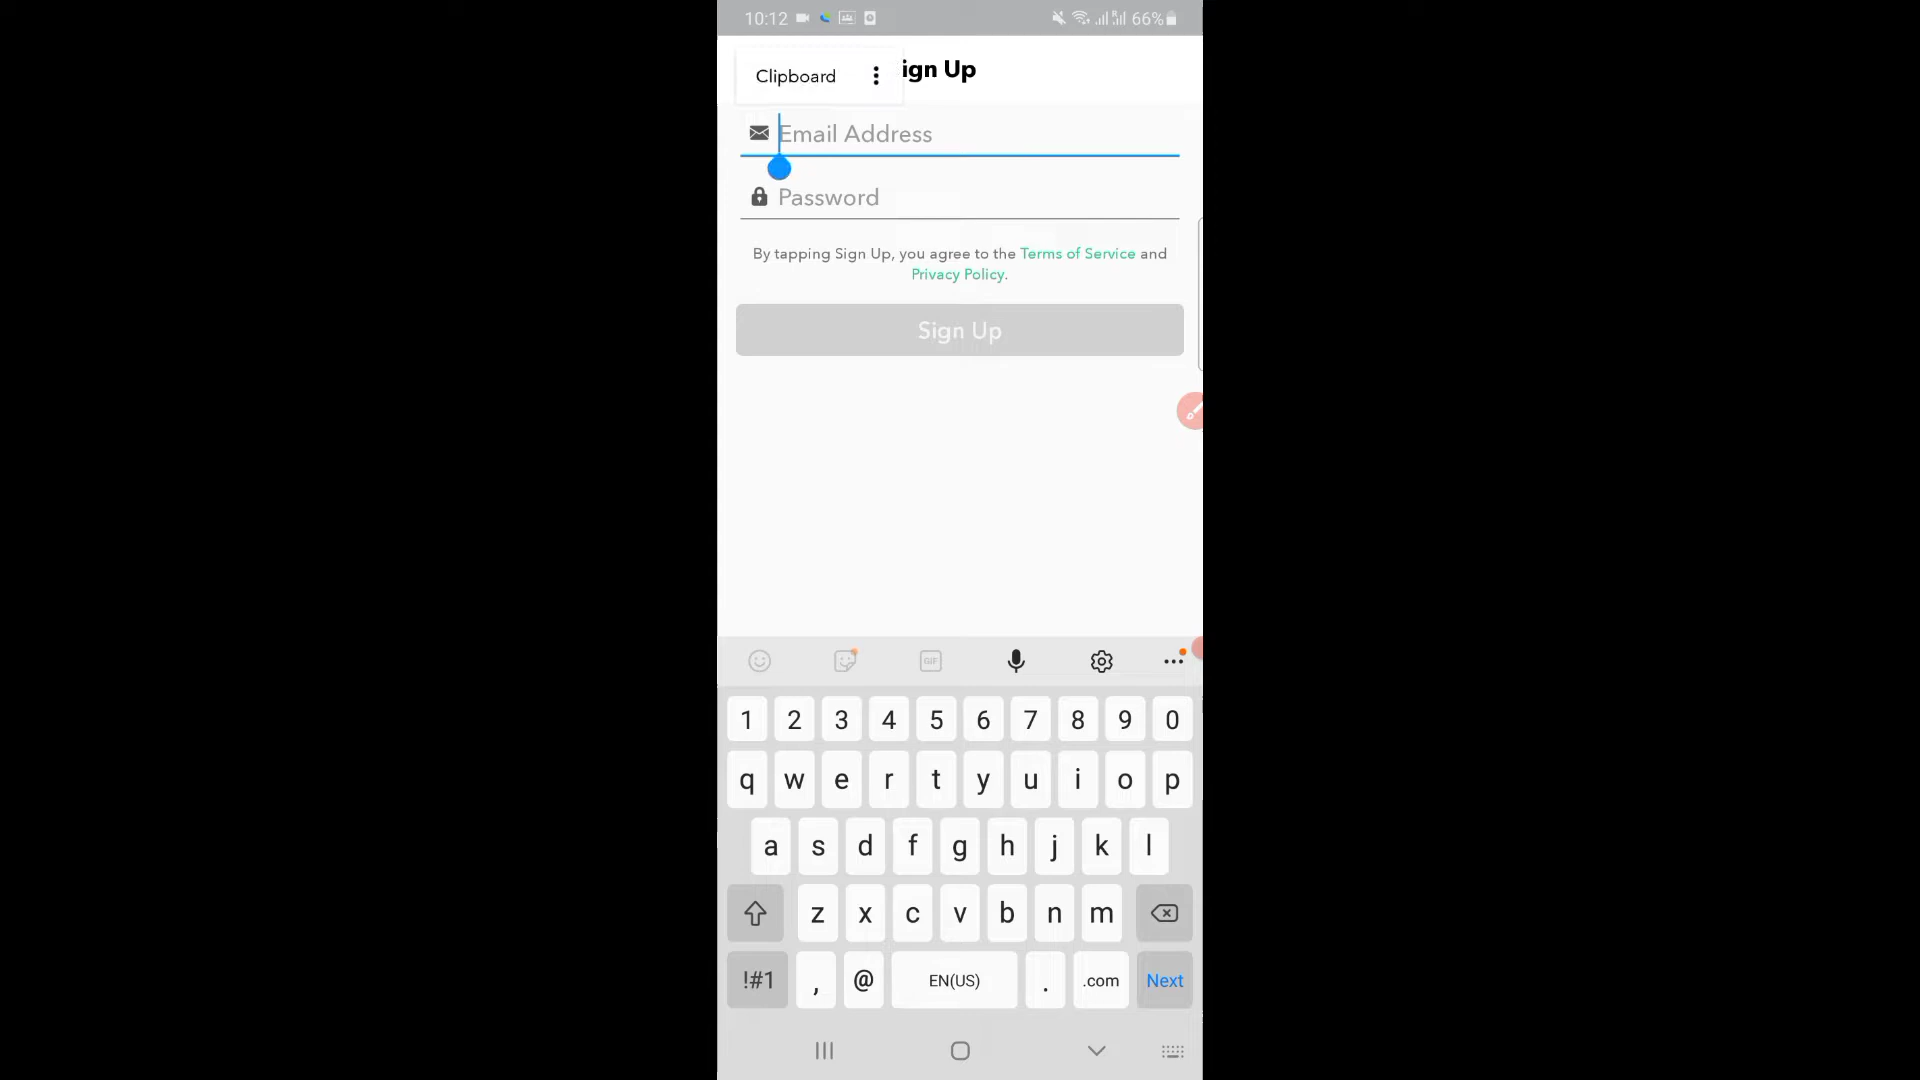 10:12 66%
Clipboard ign Up
Email Address
Password
By tapping Sign Up, you agree to the Terms of Service and
Privacy Policy.
Sign Up
GIF
1 2 3 4 5 6 7 8 9 0
q w e r t y u i o p
a s d f g h j k l
z x c v b n m
!#1 , @ EN(US) . .com Next